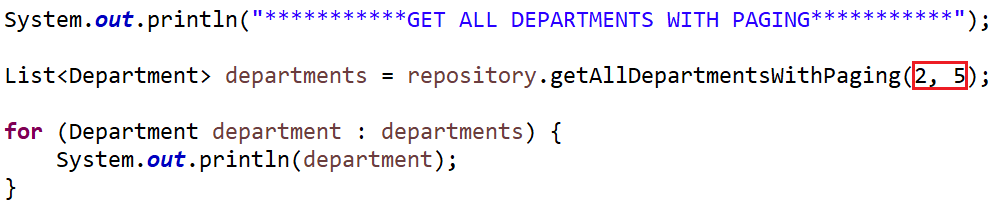 System.out.println("***********GET ALL DEPARTMENTS WITH PAGING***********");
List<Department> departments = repository.getAllDepartmentsWithPaging(2, 5);
for (Department department : departments) {
    System.out.println(department);
}